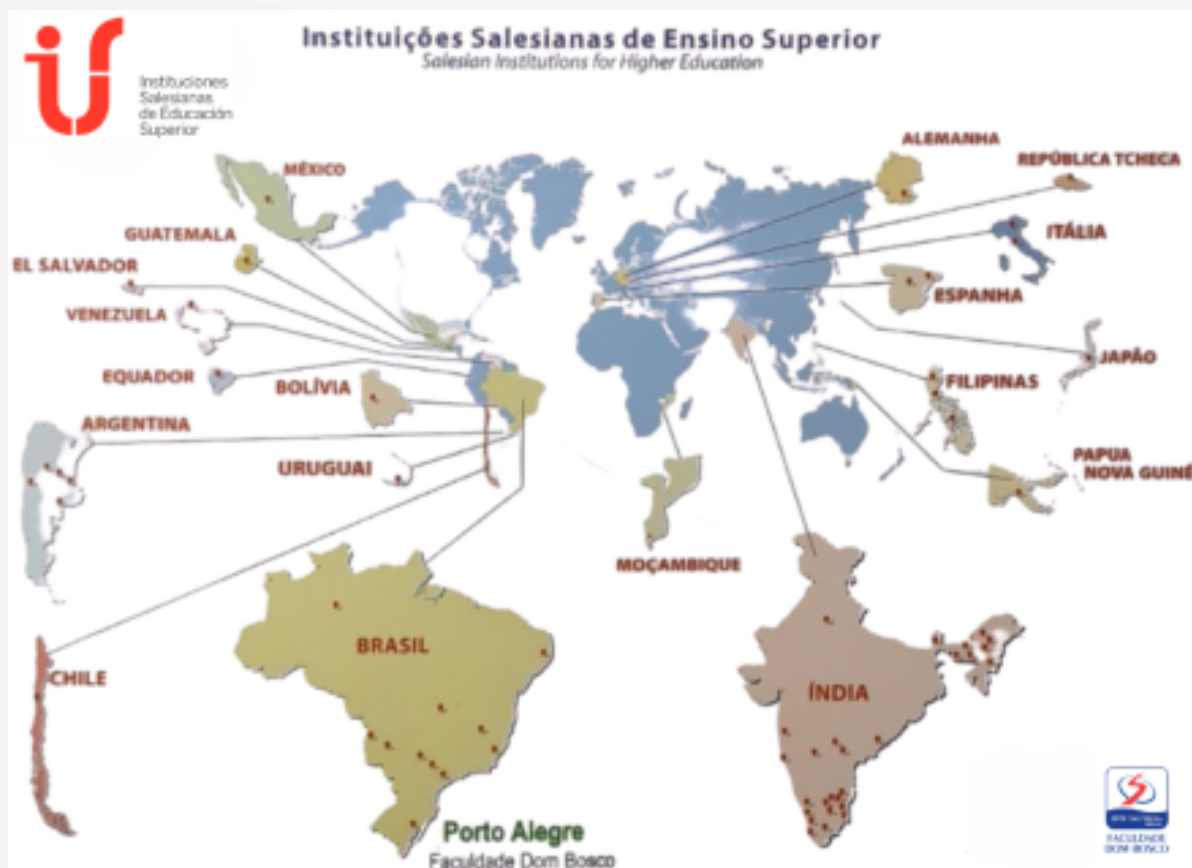 Instituições Salesianas de Ensino Superior
Salesian Institutions for Higher Education
Instituciones
Salesianas
de Educación
Superior
MÉXICO
GUATEMALA
EL SALVADOR
VENEZUELA
EQUADOR
BOLÍVIA
ARGENTINA
URUGUAI
CHILE
BRASIL
Porto Alegre
Faculdade Dom Bosco
ALEMANHA
REPÚBLICA TCHECA
ITÁLIA
ESPANHA
JAPÃO
FILIPINAS
PAPUA
NOVA GUINÉ
MOÇAMBIQUE
ÍNDIA
FACULDADE
DOM BOSCO